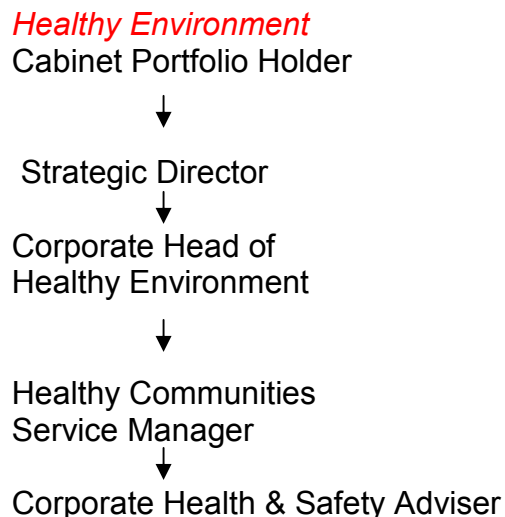 Healthy Environment
Cabinet Portfolio Holder
Strategic Director
Corporate Head of
Healthy Environment
Healthy Communities
Service Manager
Corporate Health & Safety Adviser